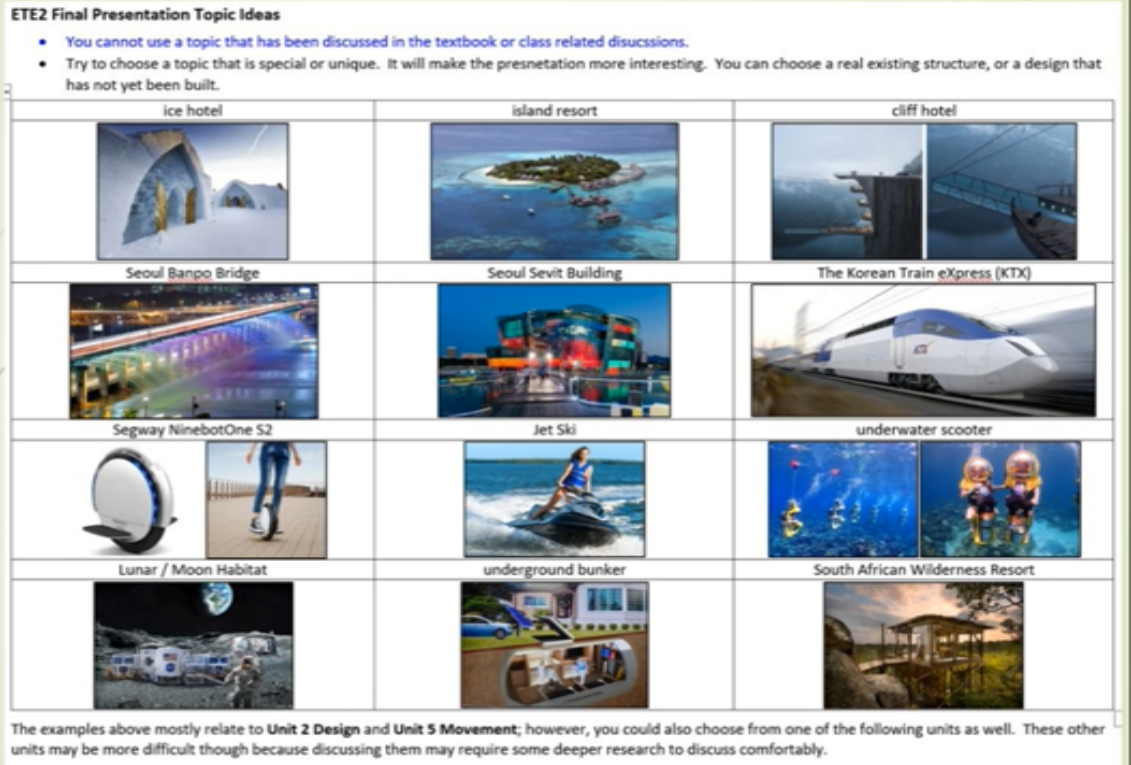 ETE2 Final Presentation Topic Ideas
• You cannot use a topic that has been discussed in the textbook or class related disucssions.
• Try to choose a topic that is special or unique. It will make the presnetation more interesting. You can choose a real existing structure, or a design that
has not yet been built.
ice hotel
island resort
cliff hotel
Seoul Banpo Bridge
Seoul Sevit Building
The Korean Train eXpress (KTX)
Segway NinebotOne S2
Jet Ski
underwater scooter
Lunar / Moon Habitat
underground bunker
South African Wilderness Resort
The examples above mostly relate to Unit 2 Design and Unit 5 Movement; however, you could also choose from one of the following units as well. These other
units may be more difficult though because discussing them may require some deeper research to discuss comfortably.